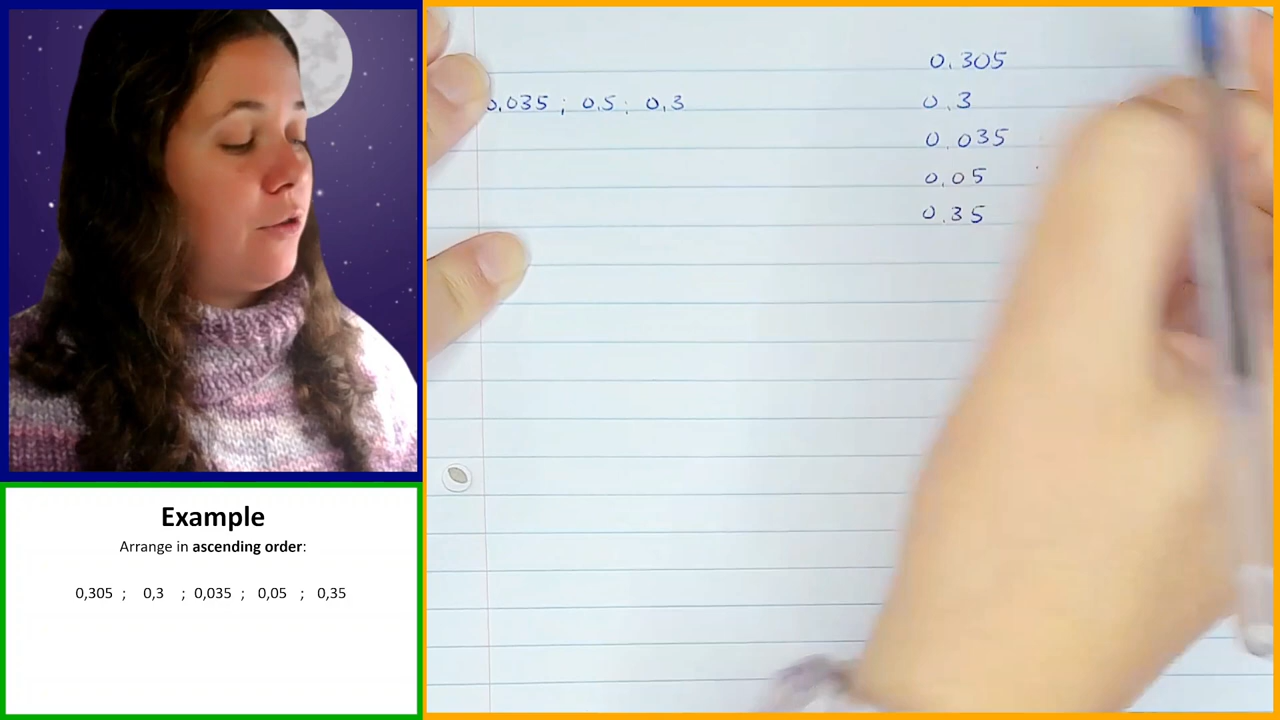 0,035 ; 0.5 ; 0,3
0.305
0.3
0.035
0.05
0.35
Example
Arrange in ascending order:
0,305 ; 0,3 ; 0,035 ; 0,05 ; 0,35